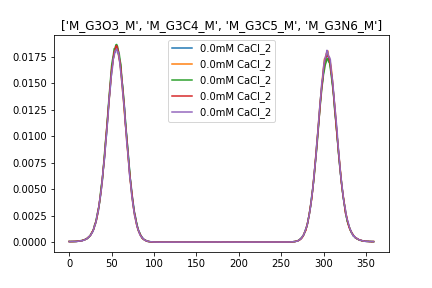 ['M_G3O3_M', 'M_G3C4_M', 'M_G3C5_M', 'M_G3N6_M']
0.0mM CaCl_2
0.0mM CaCl_2
0.0mM CaCl_2
0.0mM CaCl_2
0.0mM CaCl_2
0.0175
0.0150
0.0125
0.0100
0.0075
0.0050
0.0025
0.0000
0 50 100 150 200 250 300 350